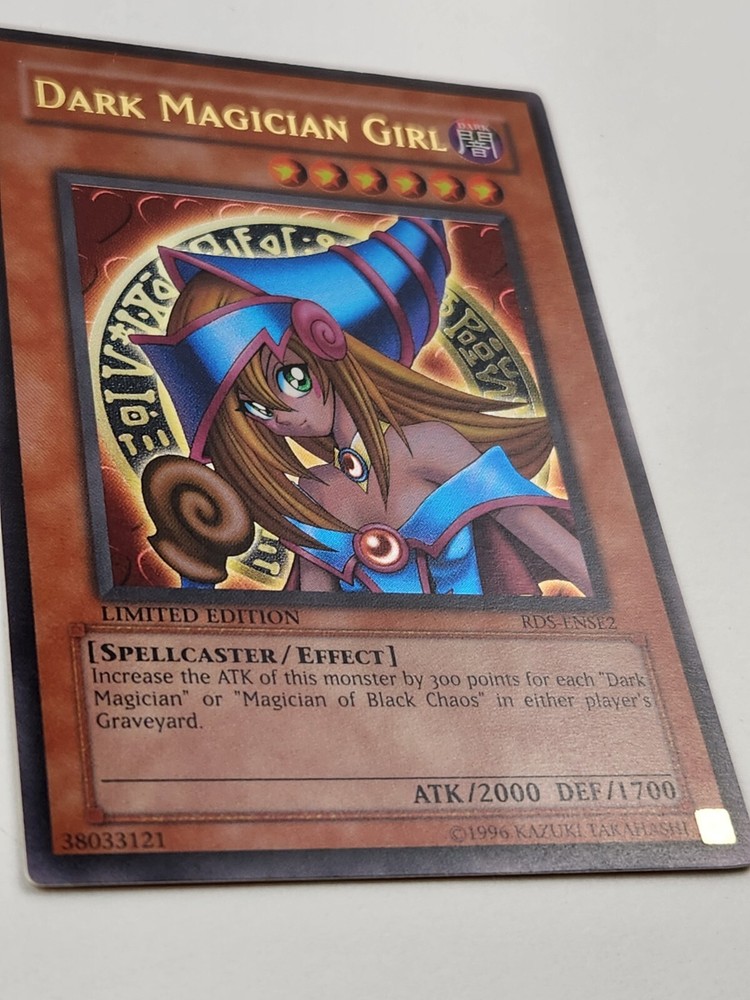 DARK MAGICIAN GIRL
DARK
闇
LIMITED EDITION
RDS-ENSE2
[SPELLCASTER/EFFECT]
Increase the ATK of this monster by 300 points for each "Dark
Magician" or "Magician of Black Chaos" in either player's
Graveyard.
ATK/2000 DEF/1700
38033121
©1996 KAZUKI TAKAHASHI